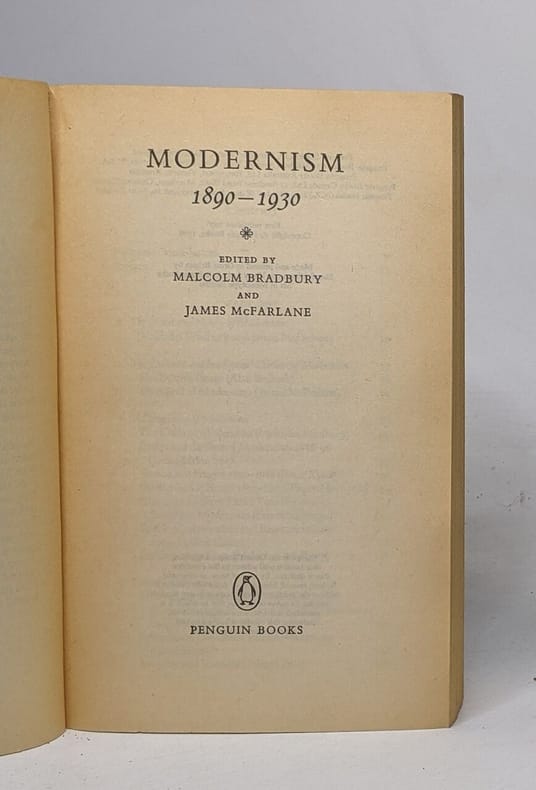 MODERNISM
1890–1930
EDITED BY
MALCOLM BRADBURY
AND
JAMES McFARLANE
PENGUIN BOOKS